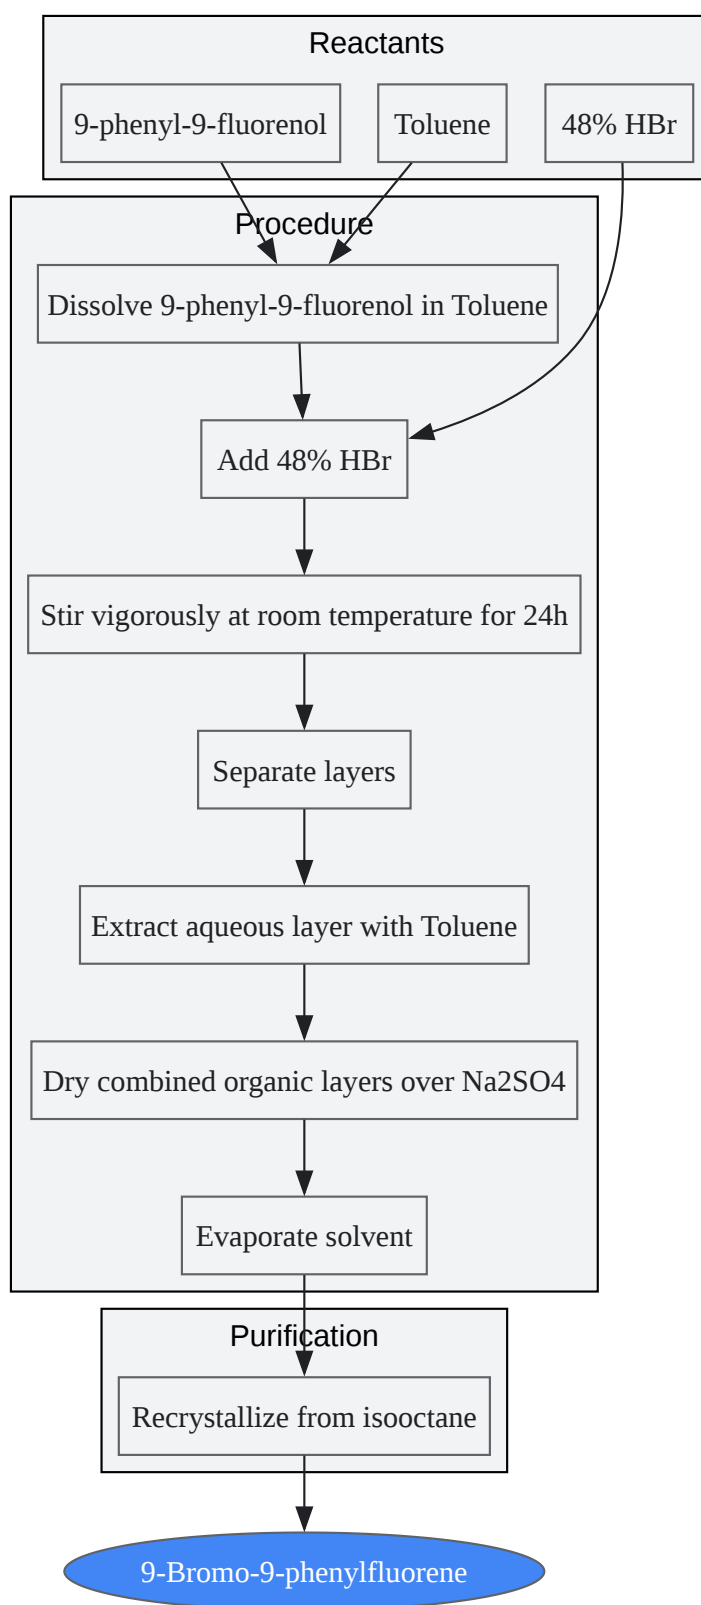 Reactants
9-phenyl-9-fluorenol
Toluene
48% HBr
Procedure
Dissolve 9-phenyl-9-fluorenol in Toluene
Add 48% HBr
Stir vigorously at room temperature for 24h
Separate layers
Extract aqueous layer with Toluene
Dry combined organic layers over Na2SO4
Evaporate solvent
Purification
Recrystallize from isooctane
9-Bromo-9-phenylfluorene